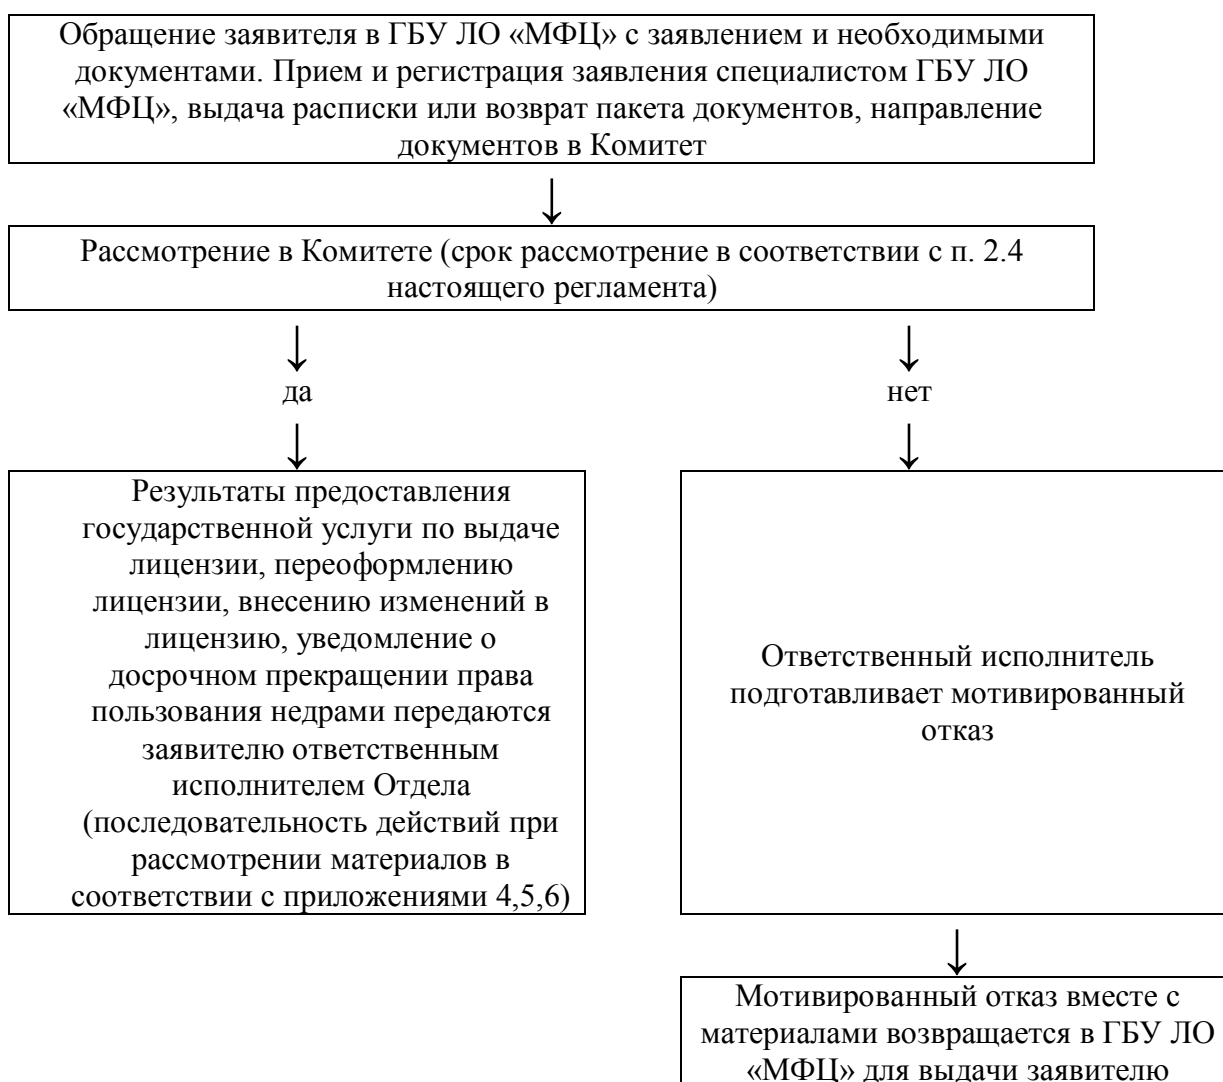 Обращение заявителя в ГБУ ЛО «МФЦ» с заявлением и необходимыми
документами. Прием и регистрация заявления специалистом ГБУ ЛО
«МФЦ», выдача расписки или возврат пакета документов, направление
документов в Комитет
Рассмотрение в Комитете (срок рассмотрение в соответствии с п. 2.4
настоящего регламента)
да
нет
Результаты предоставления
государственной услуги по выдаче
лицензии, переоформлению
лицензии, внесению изменений в
лицензию, уведомление о
досрочном прекращении права
пользования недрами передаются
заявителю ответственным
исполнителем Отдела
(последовательность действий при
рассмотрении материалов в
соответствии с приложениями 4,5,6)
Ответственный исполнитель
подготавливает мотивированный
отказ
Мотивированный отказ вместе с
материалами возвращается в ГБУ ЛО
«МФЦ» для выдачи заявителю